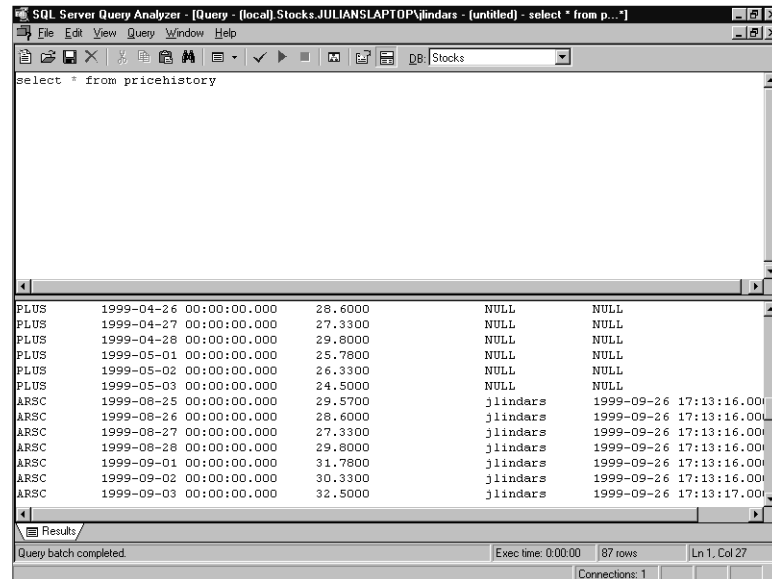 SQL Server Query Analyzer - [Query - (local).Stocks.JULIANSLAPTOP\jlindars - (untitled) - select * from p...*]
File Edit View Query Window Help
DB: Stocks
select * from pricehistory
PLUS 1999-04-26 00:00:00.000 28.6000 NULL NULL
PLUS 1999-04-27 00:00:00.000 27.3300 NULL NULL
PLUS 1999-04-28 00:00:00.000 29.8000 NULL NULL
PLUS 1999-05-01 00:00:00.000 25.7800 NULL NULL
PLUS 1999-05-02 00:00:00.000 26.3300 NULL NULL
PLUS 1999-05-03 00:00:00.000 24.5000 NULL NULL
ARSC 1999-08-25 00:00:00.000 29.5700 jlindars 1999-09-26 17:13:16.000
ARSC 1999-08-26 00:00:00.000 28.6000 jlindars 1999-09-26 17:13:16.000
ARSC 1999-08-27 00:00:00.000 27.3300 jlindars 1999-09-26 17:13:16.000
ARSC 1999-08-28 00:00:00.000 29.8000 jlindars 1999-09-26 17:13:16.000
ARSC 1999-09-01 00:00:00.000 31.7800 jlindars 1999-09-26 17:13:16.000
ARSC 1999-09-02 00:00:00.000 30.3300 jlindars 1999-09-26 17:13:16.000
ARSC 1999-09-03 00:00:00.000 32.5000 jlindars 1999-09-26 17:13:17.000
Results
Query batch completed. Exec time: 0:00:00 87 rows Ln 1, Col 27
Connections: 1